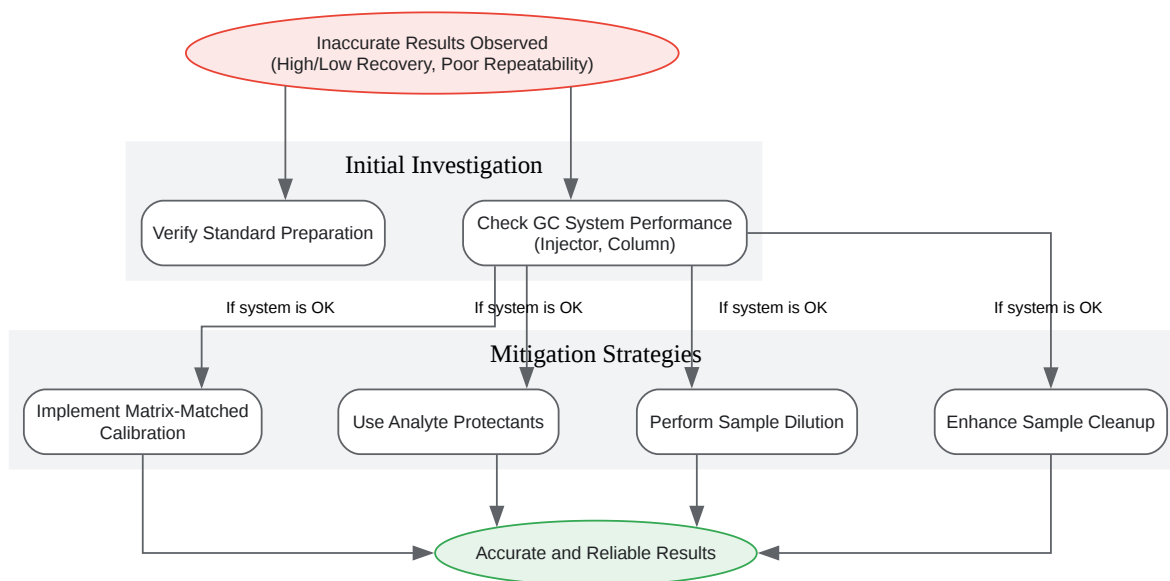 Inaccurate Results Observed
(High/Low Recovery, Poor Repeatability)
Initial Investigation
Verify Standard Preparation
Check GC System Performance
(Injector, Column)
If system is OK
If system is OK
If system is OK
If system is OK
Mitigation Strategies
Implement Matrix-Matched
Calibration
Use Analyte Protectants
Perform Sample Dilution
Enhance Sample Cleanup
Accurate and Reliable Results